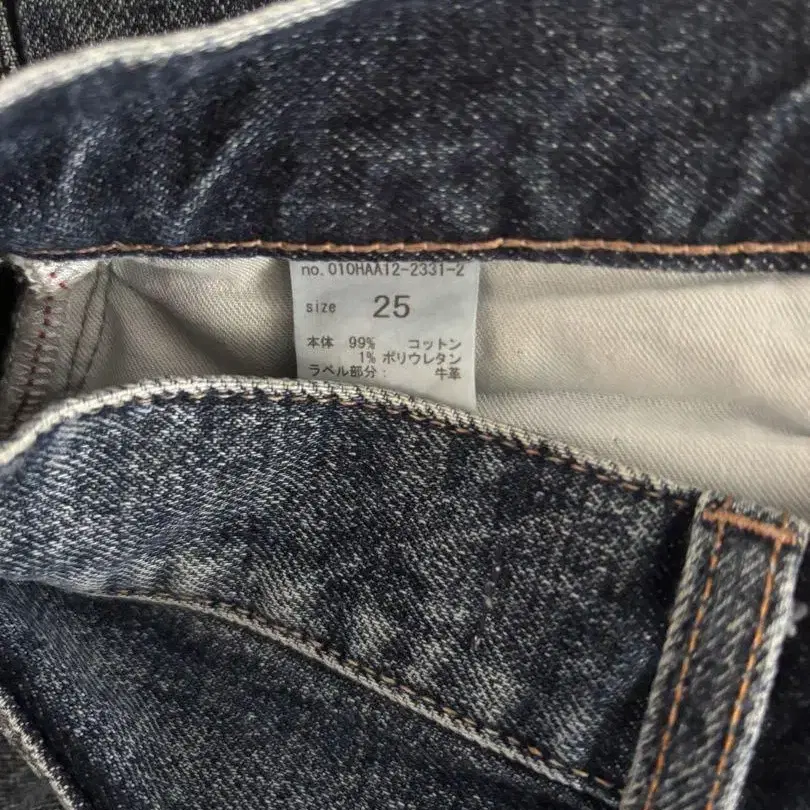 no. 010HAA12-2331-2
size 25
本体 99% コットン
1% ポリウレタン
ラベル部分： 牛革